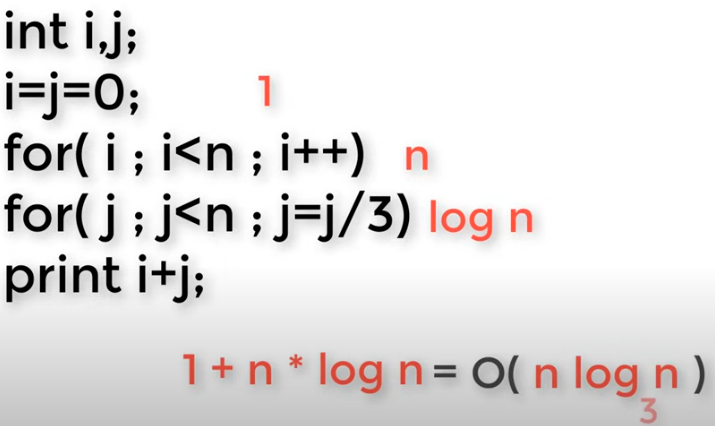 int i,j;
i=j=0; 1
for( i ; i<n ; i++) n
for( j ; j<n ; j=j/3) log n
print i+j;
1 + n * log n = O( n log n )
3